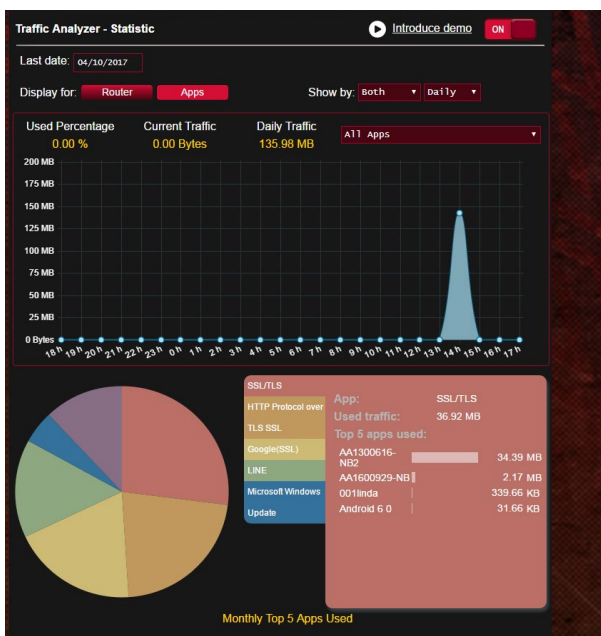 Traffic Analyzer - Statistic
Introduce demo
ON
Last date: 04/10/2017
Display for: Router Apps Show by: Both Daily
Used Percentage Current Traffic Daily Traffic
0.00 % 0.00 Bytes 135.98 MB
All Apps
200 MB
175 MB
150 MB
125 MB
100 MB
75 MB
50 MB
25 MB
0 Bytes
18 h 19 h 20 h 21 h 22 h 23 h 0 h 1 h 2 h 3 h 4 h 5 h 6 h 7 h 8 h 9 h 10 h 11 h 12 h 13 h 14 h 15 h 16 h 17 h
SSL/TLS
HTTP Protocol over
TLS SSL
Google(SSL)
LINE
Microsoft Windows
Update
App: SSL/TLS
Used traffic: 36.92 MB
Top 5 apps used:
AA1300616-
NB2 34.39 MB
AA1600929-NB 2.17 MB
001linda 339.66 KB
Android 6 0 31.66 KB
Monthly Top 5 Apps Used